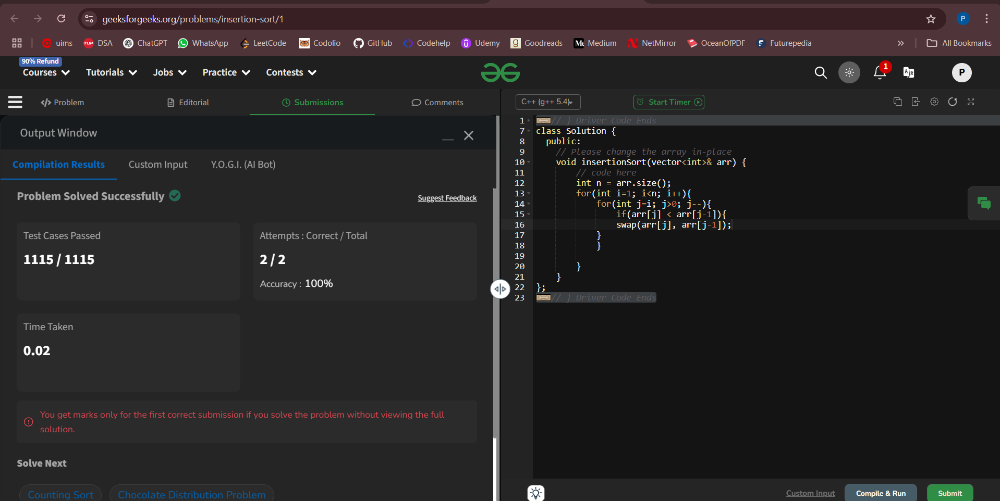 geeksforgeeks.org/problems/insertion-sort/1
P
uims
TUF DSA
ChatGPT
WhatsApp
LeetCode
Codolio
GitHub
Codehelp
Udemy
g Goodreads
Medium
NetMirror
OceanOfPDF
Futurepedia
»
All Bookmarks
90% Refund
Courses
Tutorials
Jobs
Practice
Contests
1
P
Problem
Editorial
Submissions
Comments
Output Window
Compilation Results
Custom Input
Y.O.G.I. (AI Bot)
Problem Solved Successfully
Suggest Feedback
Test Cases Passed
1115 / 1115
Attempts : Correct / Total
2 / 2
Accuracy : 100%
Time Taken
0.02
You get marks only for the first correct submission if you solve the problem without viewing the full
solution.
Solve Next
Counting Sort
Chocolate Distribution Problem
C++ (g++ 5.4)
Start Timer
1 // } Driver Code Ends
7 class Solution {
8 public:
9 // Please change the array in-place
10 void insertionSort(vector<int>& arr) {
11 // code here
12 int n = arr.size();
13 for(int i=1; i<n; i++){
14 for(int j=i; j>0; j--){
15 if(arr[j] < arr[j-1]){
16 swap(arr[j], arr[j-1]);
17 }
18 }
19
20 }
21 }
22 };
23 // } Driver Code Ends
Custom Input
Compile & Run
Submit